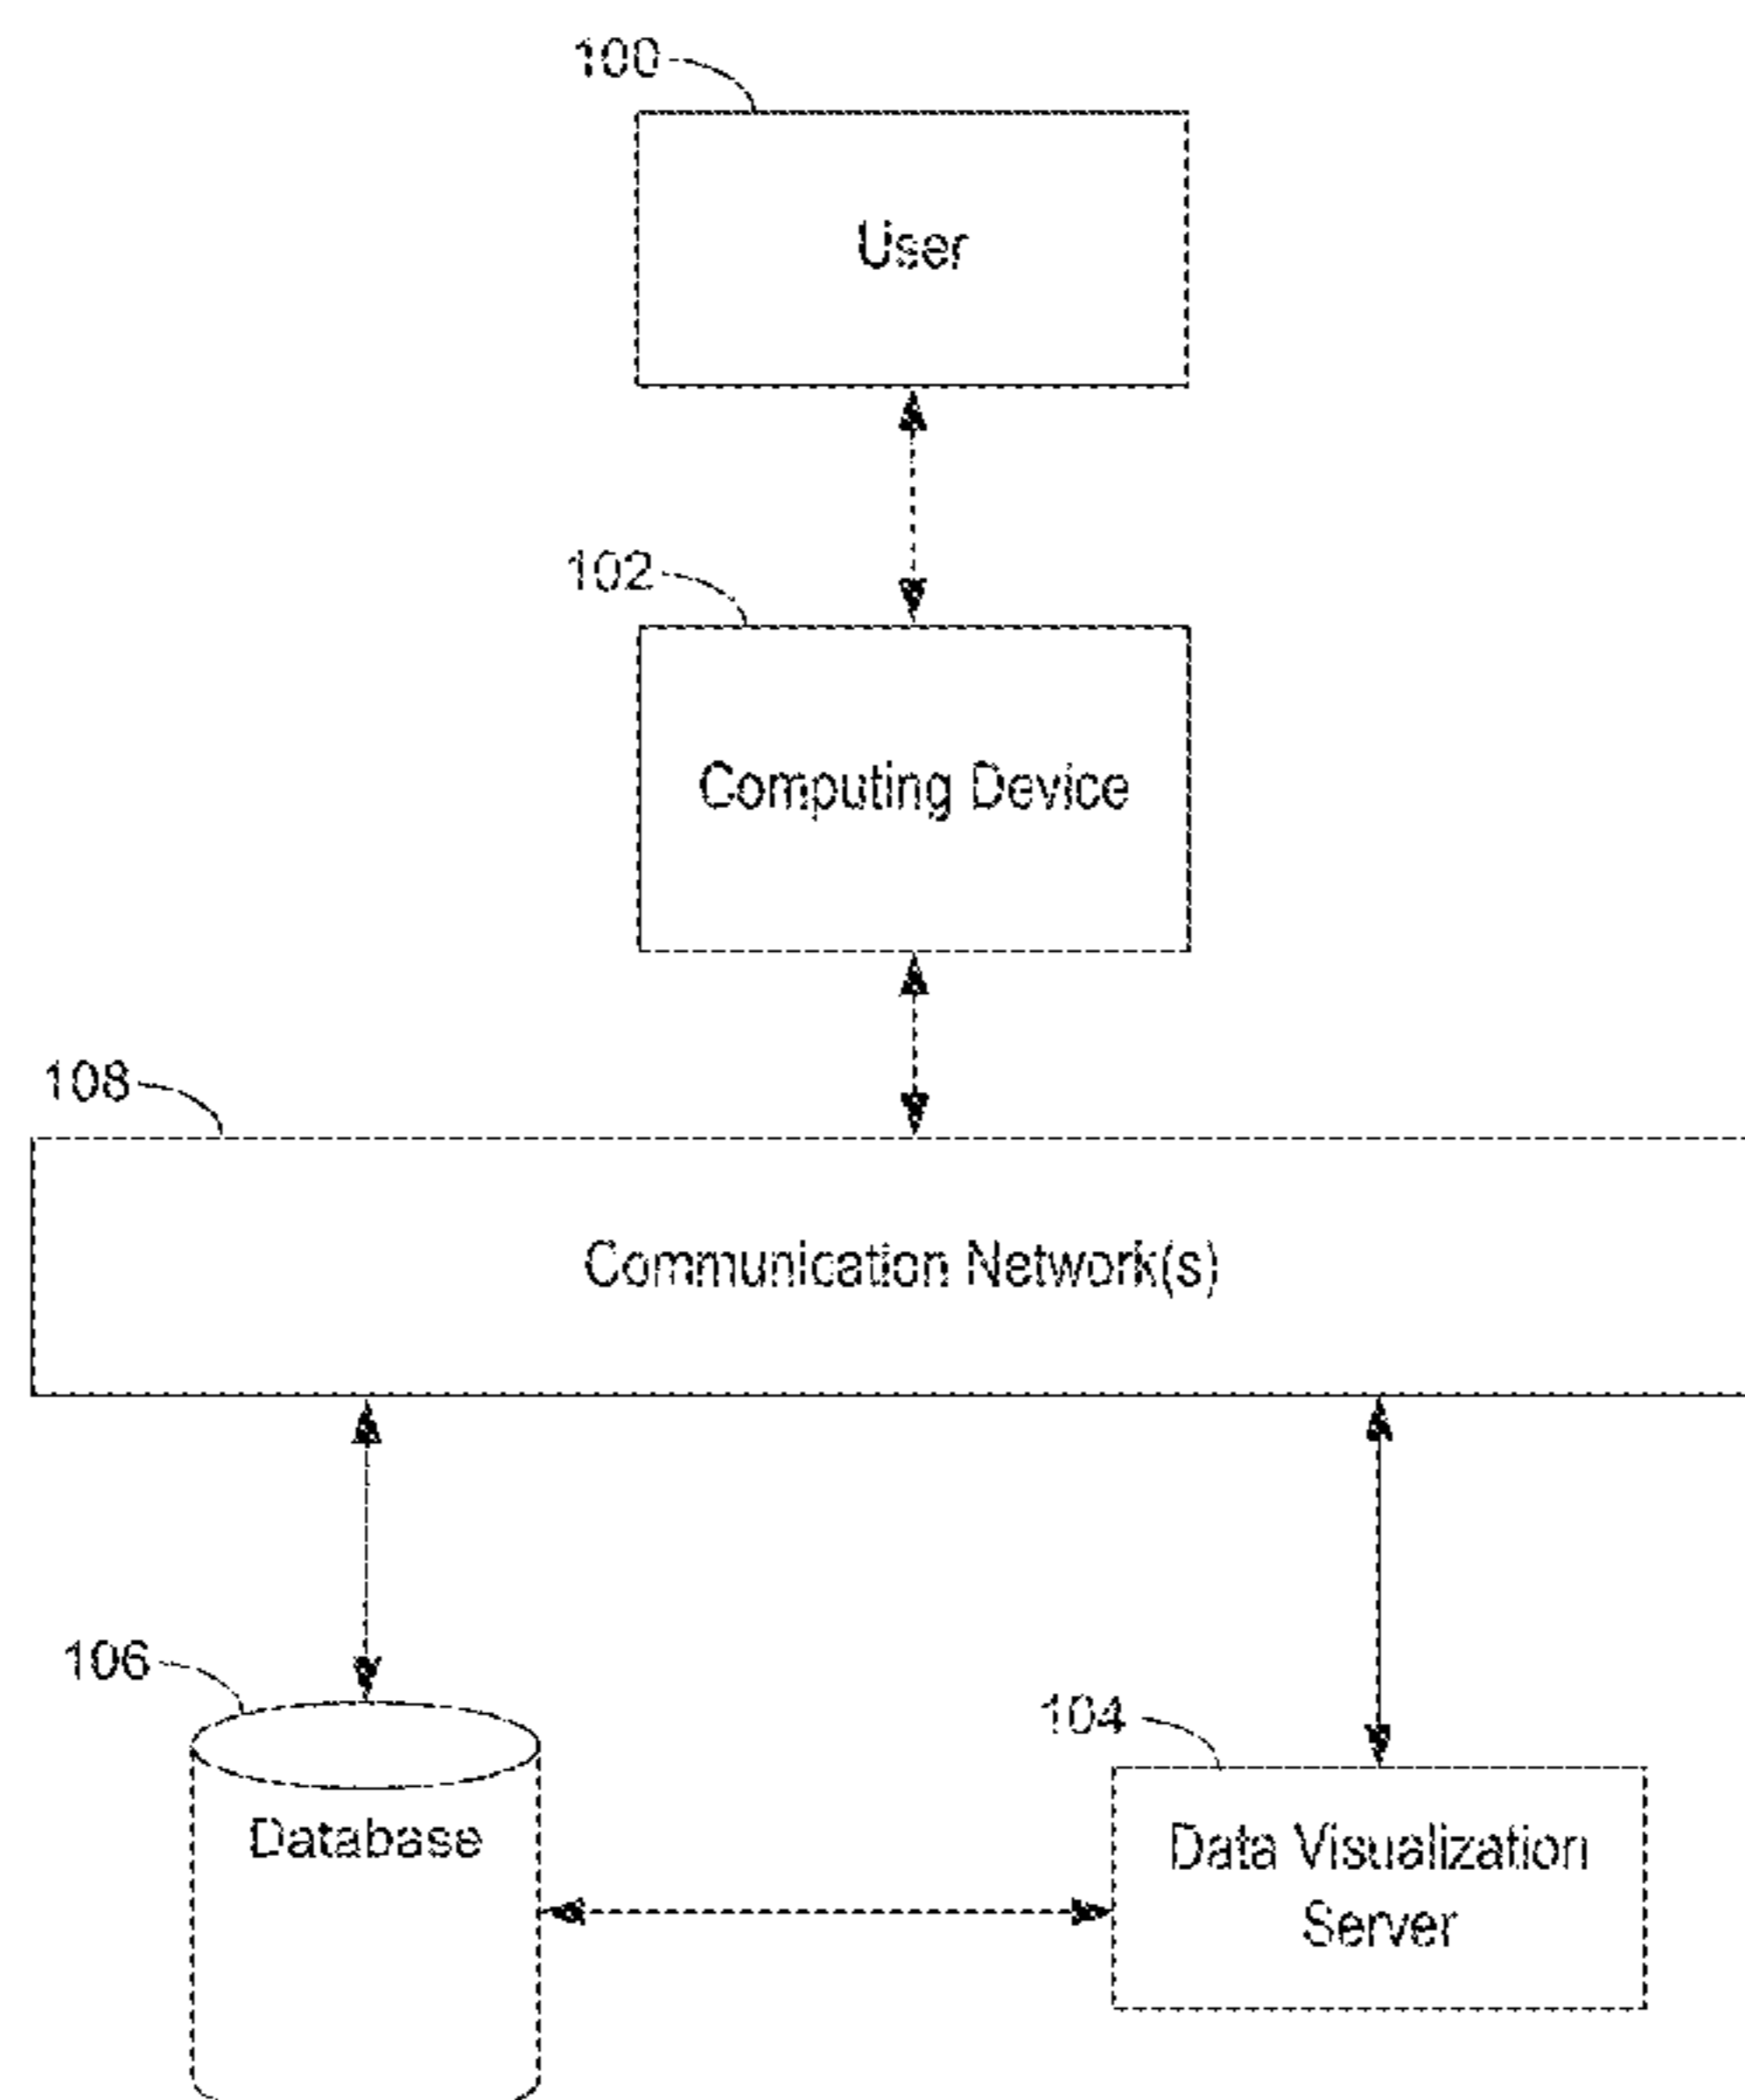 100
User
102
Computing Device
108
Communication Network(s)
106
104
Database
Data Visualization
Server